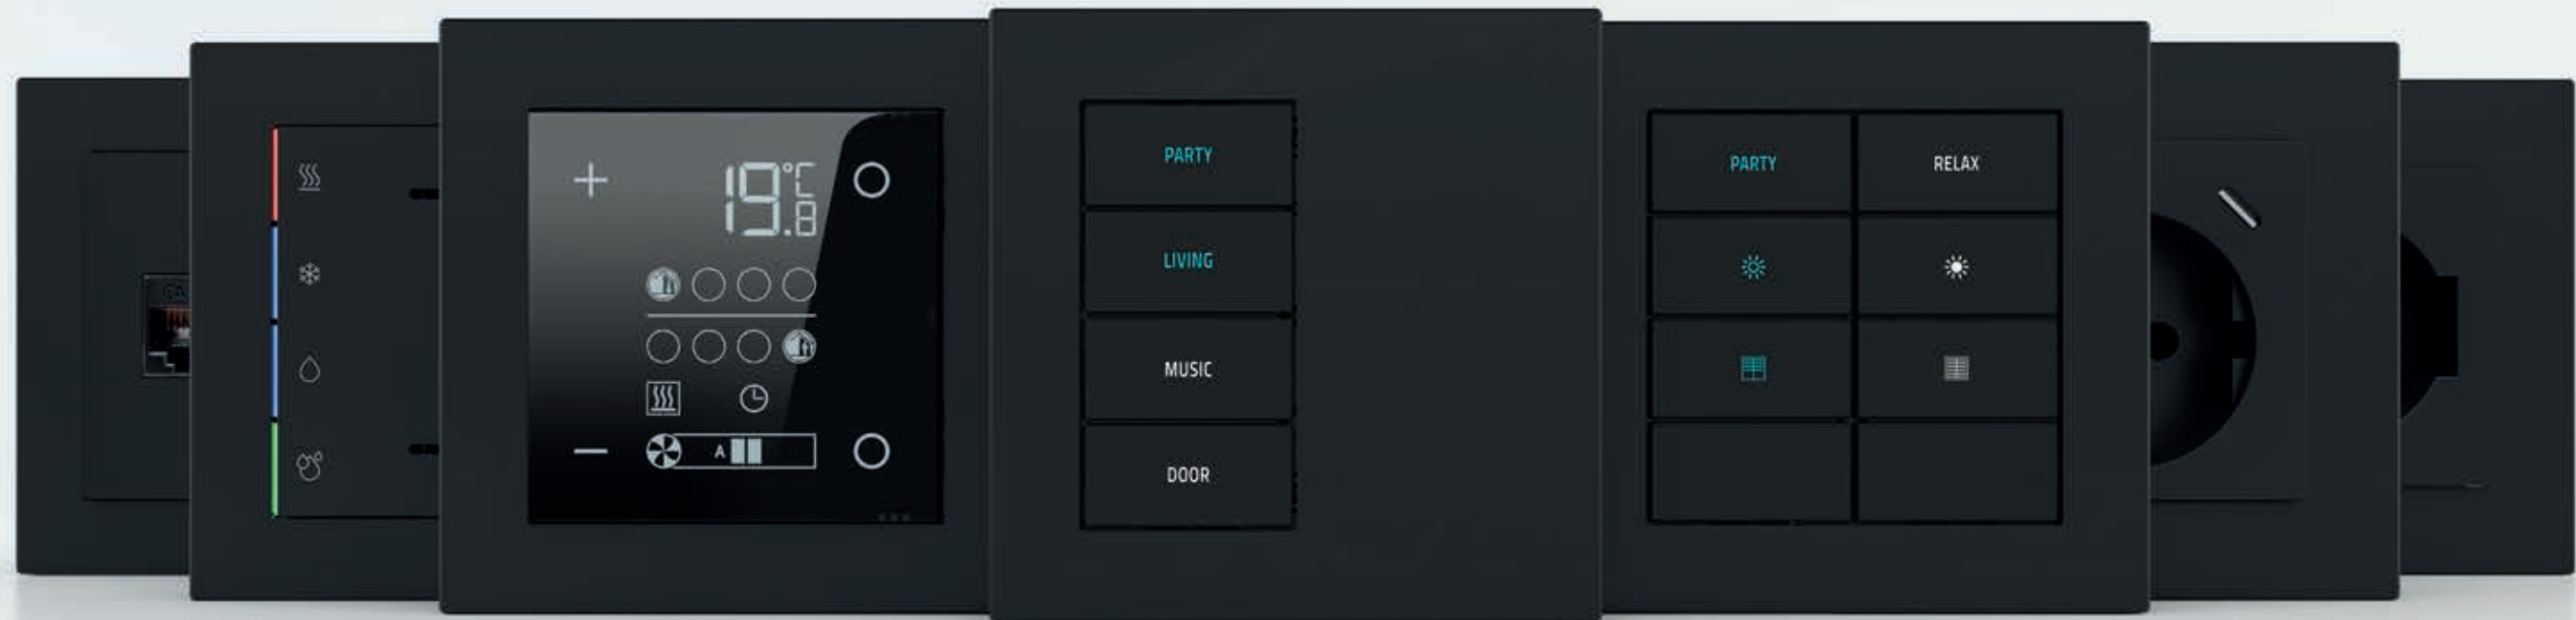 19.8 °C
A
PARTY
LIVING
MUSIC
DOOR
PARTY RELAX